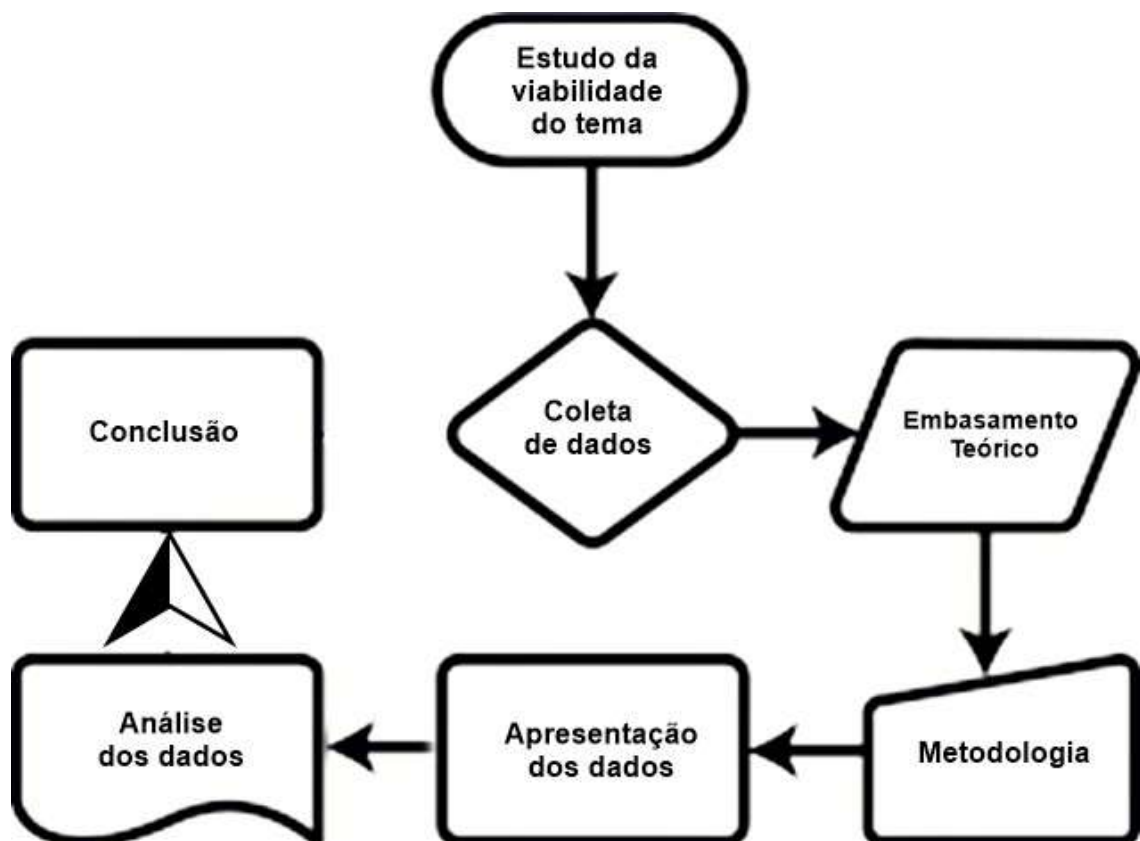 Estudo da
viabilidade
do tema
Coleta
de dados
Embasamento
Teórico
Metodologia
Apresentação
dos dados
Análise
dos dados
Conclusão